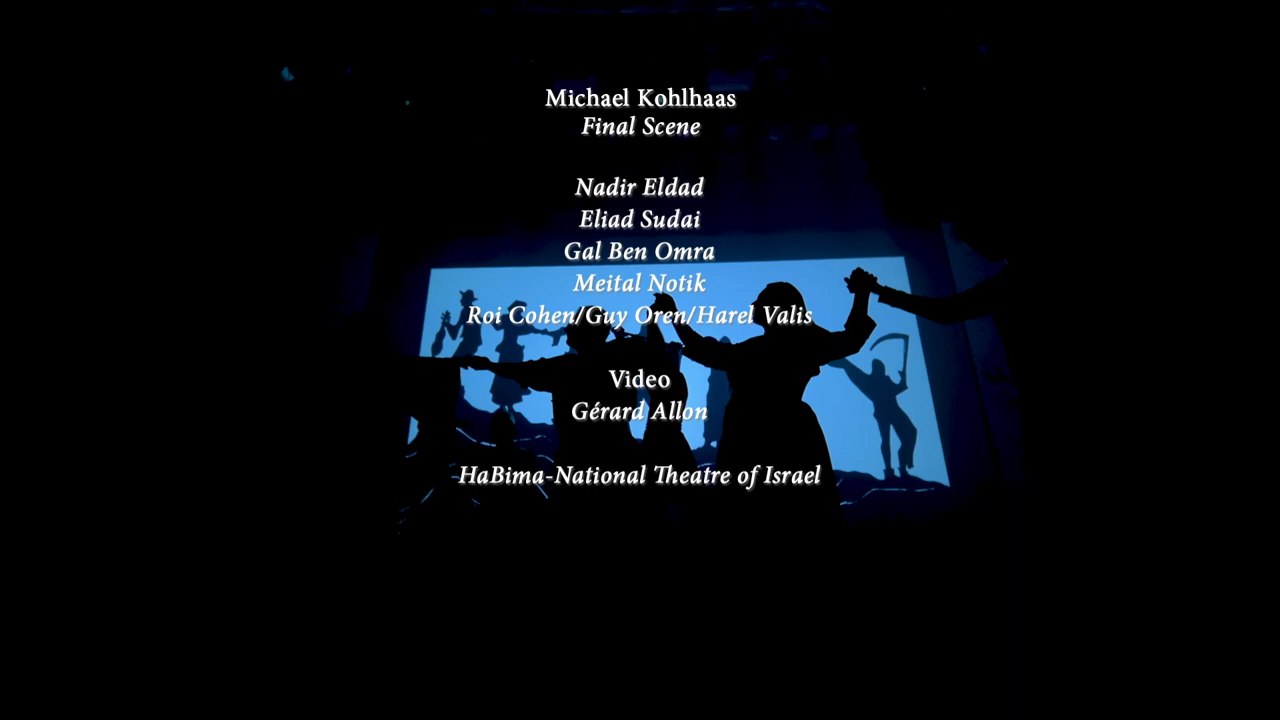 Michael Kohlhaas
Final Scene
Nadir Eldad
Eliad Sudai
Gal Ben Omra
Meital Notik
Roi Cohen/Guy Oren/Harel Valis
Video
Gérard Allon
HaBima-National Theatre of Israel